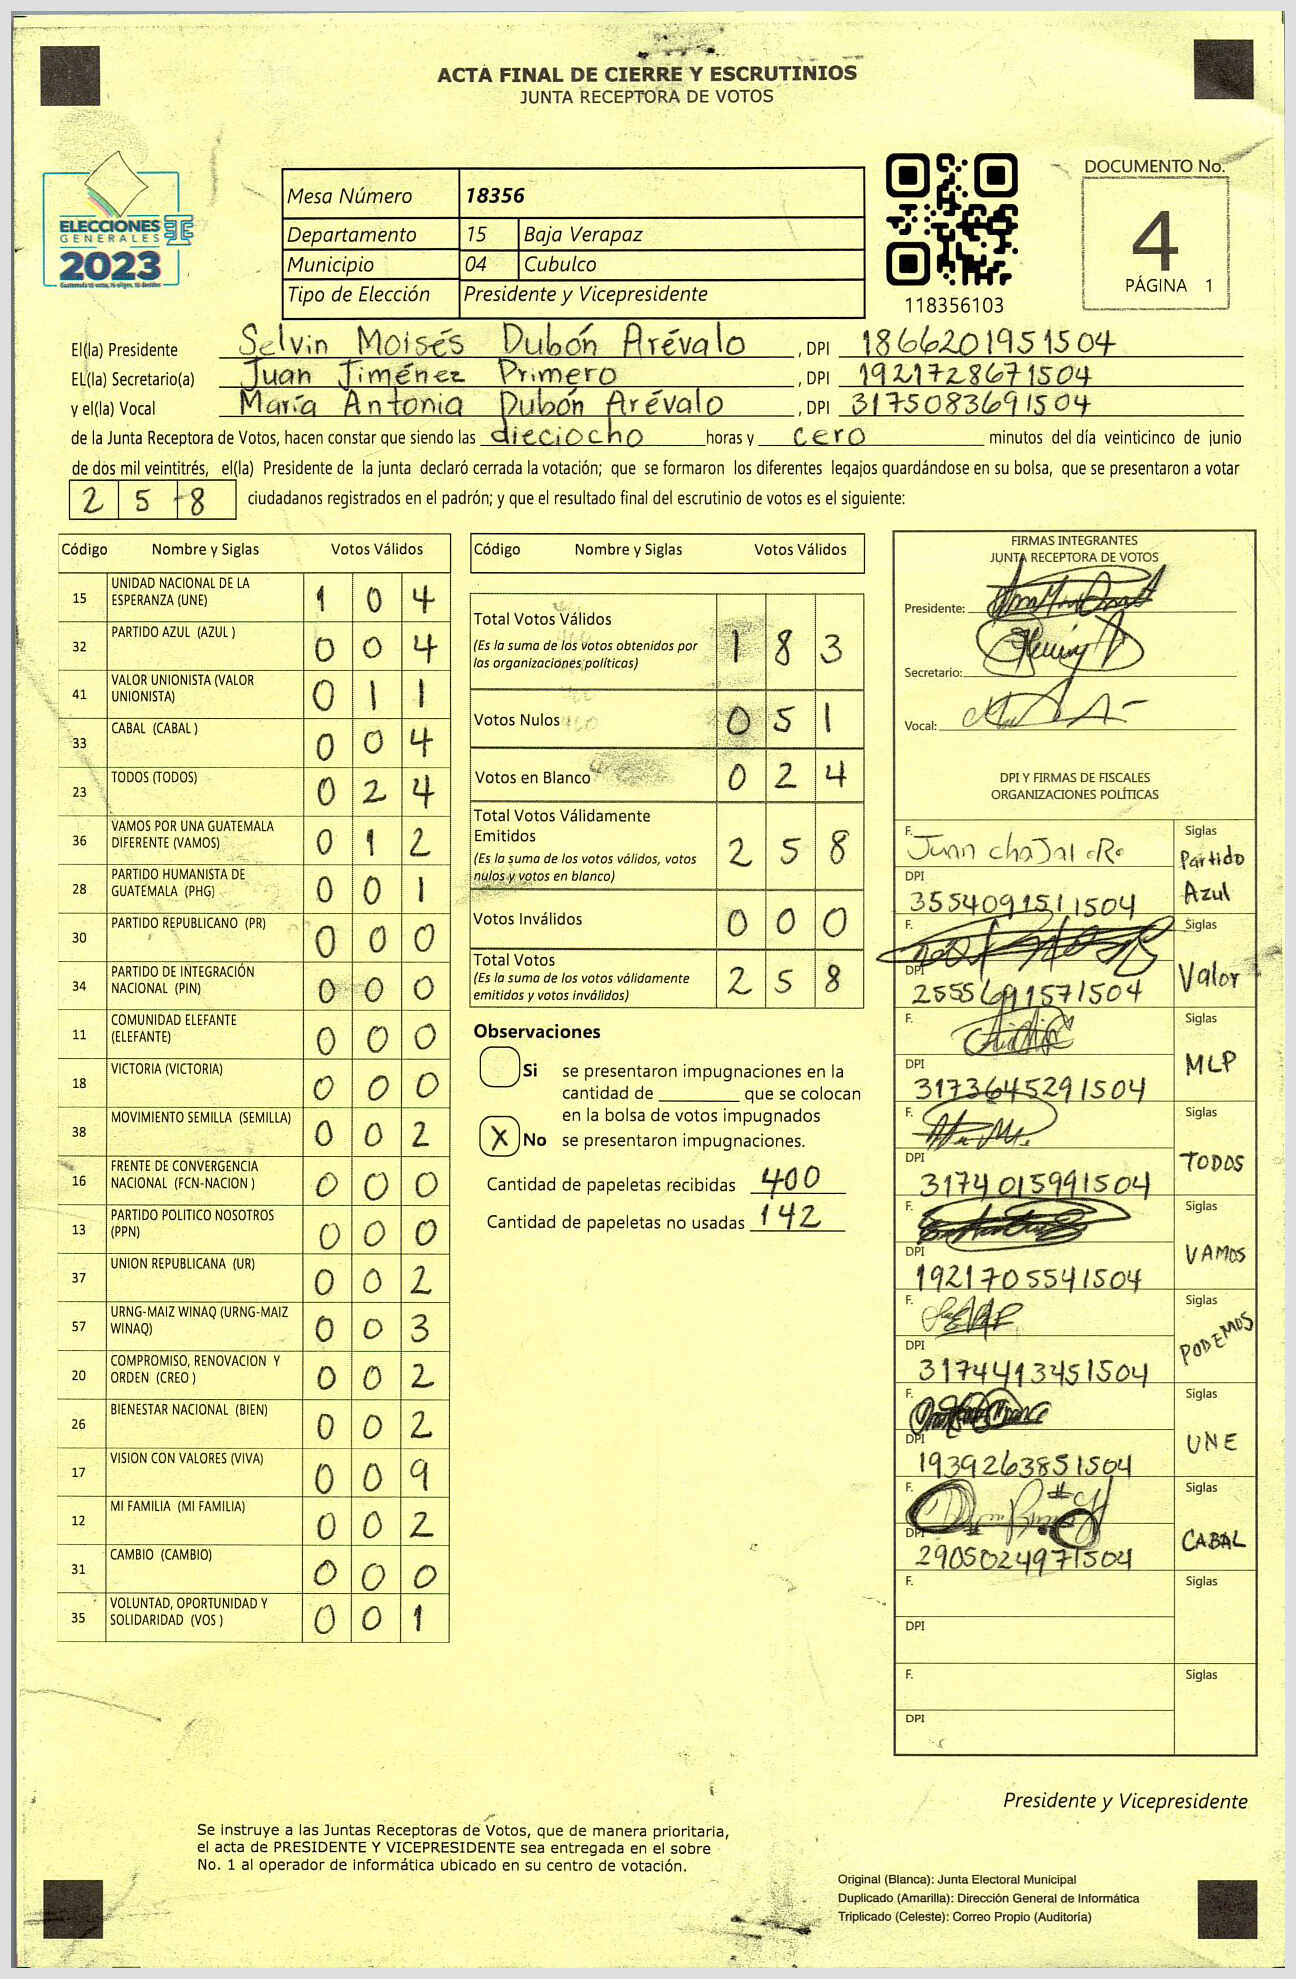 ACTA FINAL DE CIERRE Y ESCRUTINIOS
JUNTA RECEPTORA DE VOTOS
ELECCIONES
GENERALES
2023
Mesa Número 18356
Departamento 15 Baja Verapaz
Municipio 04 Cubulco
Tipo de Elección Presidente y Vicepresidente
118356103
DOCUMENTO No.
4
PÁGINA 1
El(la) Presidente Selvin Moisés Dubón Arévalo , DPI 1866201951504
EL(la) Secretario(a) Juan Jiménez Primero , DPI 1921728671504
y el(la) Vocal María Antonia Dubón Arévalo , DPI 3175083691504
de la Junta Receptora de Votos, hacen constar que siendo las dieciocho horas y cero minutos del día veinticinco de junio
de dos mil veintitrés, el(la) Presidente de la junta declaró cerrada la votación; que se formaron los diferentes legajos guardándose en su bolsa, que se presentaron a votar
2 5 8 ciudadanos registrados en el padrón; y que el resultado final del escrutinio de votos es el siguiente:
Código Nombre y Siglas Votos Válidos
15 UNIDAD NACIONAL DE LA ESPERANZA (UNE) 1 0 4
32 PARTIDO AZUL (AZUL ) 0 0 4
41 VALOR UNIONISTA (VALOR UNIONISTA) 0 1 1
33 CABAL (CABAL ) 0 0 4
23 TODOS (TODOS) 0 2 4
36 VAMOS POR UNA GUATEMALA DIFERENTE (VAMOS) 0 1 2
28 PARTIDO HUMANISTA DE GUATEMALA (PHG) 0 0 1
30 PARTIDO REPUBLICANO (PR) 0 0 0
34 PARTIDO DE INTEGRACIÓN NACIONAL (PIN) 0 0 0
11 COMUNIDAD ELEFANTE (ELEFANTE) 0 0 0
18 VICTORIA (VICTORIA) 0 0 0
38 MOVIMIENTO SEMILLA (SEMILLA) 0 0 2
16 FRENTE DE CONVERGENCIA NACIONAL (FCN-NACION ) 0 0 0
13 PARTIDO POLITICO NOSOTROS (PPN) 0 0 0
37 UNION REPUBLICANA (UR) 0 0 2
57 URNG-MAIZ WINAQ (URNG-MAIZ WINAQ) 0 0 3
20 COMPROMISO, RENOVACION Y ORDEN (CREO ) 0 0 2
26 BIENESTAR NACIONAL (BIEN) 0 0 2
17 VISION CON VALORES (VIVA) 0 0 9
12 MI FAMILIA (MI FAMILIA) 0 0 2
31 CAMBIO (CAMBIO) 0 0 0
35 VOLUNTAD, OPORTUNIDAD Y SOLIDARIDAD (VOS ) 0 0 1
Código Nombre y Siglas Votos Válidos
Total Votos Válidos 1 8 3
(Es la suma de los votos obtenidos por
las organizaciones políticas)
Votos Nulos 0 5 1
Votos en Blanco 0 2 4
Total Votos Válidamente
Emitidos 2 5 8
(Es la suma de los votos válidos, votos
nulos y votos en blanco)
Votos Inválidos 0 0 0
Total Votos 2 5 8
(Es la suma de los votos válidamente
emitidos y votos inválidos)
Observaciones
Si se presentaron impugnaciones en la
cantidad de ________ que se colocan
en la bolsa de votos impugnados
X No se presentaron impugnaciones.
Cantidad de papeletas recibidas 400
Cantidad de papeletas no usadas 142
FIRMAS INTEGRANTES
JUNTA RECEPTORA DE VOTOS
Presidente:
Secretario:
Vocal:
DPI Y FIRMAS DE FISCALES
ORGANIZACIONES POLÍTICAS
F. Juan Chajal R. Siglas Partido Azul
DPI 3554091511504
F. Siglas Valor
DPI 2555691571504
F. Siglas MLP
DPI 3173645291504
F. Siglas TODOS
DPI 3174015991504
F. Siglas VAMOS
DPI 1921705541504
F. Siglas PODEMOS
DPI 3174413451504
F. Siglas UNE
DPI 1939263851504
F. Siglas CABAL
DPI 2905024971504
F. Siglas
DPI
F. Siglas
DPI
Presidente y Vicepresidente
Se instruye a las Juntas Receptoras de Votos, que de manera prioritaria,
el acta de PRESIDENTE Y VICEPRESIDENTE sea entregada en el sobre
No. 1 al operador de informática ubicado en su centro de votación.
Original (Blanca): Junta Electoral Municipal
Duplicado (Amarilla): Dirección General de Informática
Triplicado (Celeste): Correo Propio (Auditoría)